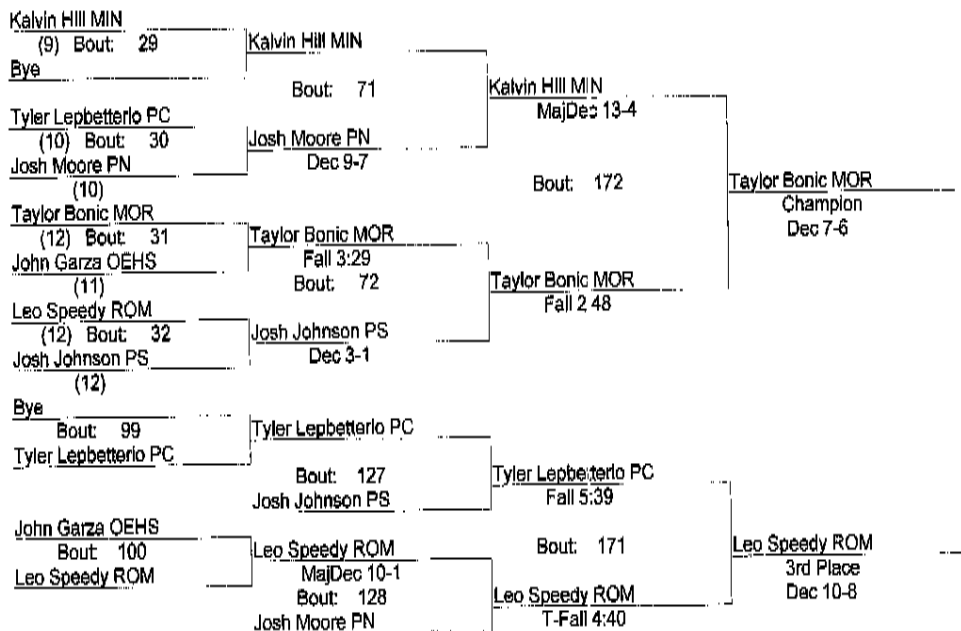 Kalvin Hill MIN
(9) Bout: 29
Bye
Kalvin Hill MIN
Bout: 71
Tyler Lepbetterio PC
(10) Bout: 30
Josh Moore PN
(10)
Josh Moore PN
Dec 9-7
Kalvin Hill MIN
MajDec 13-4
Bout: 172
Taylor Bonic MOR
(12) Bout: 31
John Garza OEHS
(11)
Taylor Bonic MOR
Fall 3:29
Bout: 72
Leo Speedy ROM
(12) Bout: 32
Josh Johnson PS
(12)
Josh Johnson PS
Dec 3-1
Taylor Bonic MOR
Fall 2 48
Taylor Bonic MOR
Champion
Dec 7-6
Bye
Bout: 99
Tyler Lepbetterio PC
Tyler Lepbetterio PC
Bout: 127
Josh Johnson PS
Tyler Lepbetterio PC
Fall 5:39
Bout: 171
John Garza OEHS
Bout: 100
Leo Speedy ROM
Leo Speedy ROM
MajDec 10-1
Bout: 128
Josh Moore PN
Leo Speedy ROM
T-Fall 4:40
Leo Speedy ROM
3rd Place
Dec 10-8